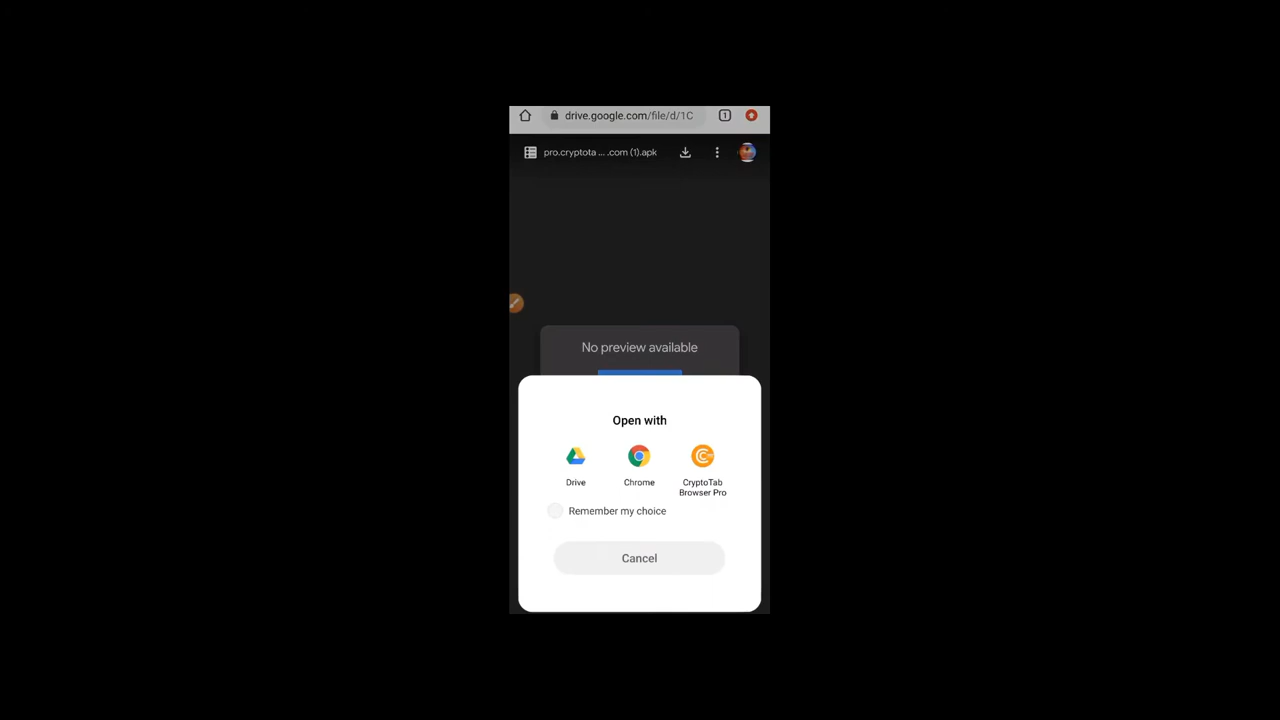 drive.google.com/file/d/1C
1
pro.cryptota ... .com (1).apk
No preview available
Open with
Drive
Chrome
CryptoTab
Browser Pro
Remember my choice
Cancel